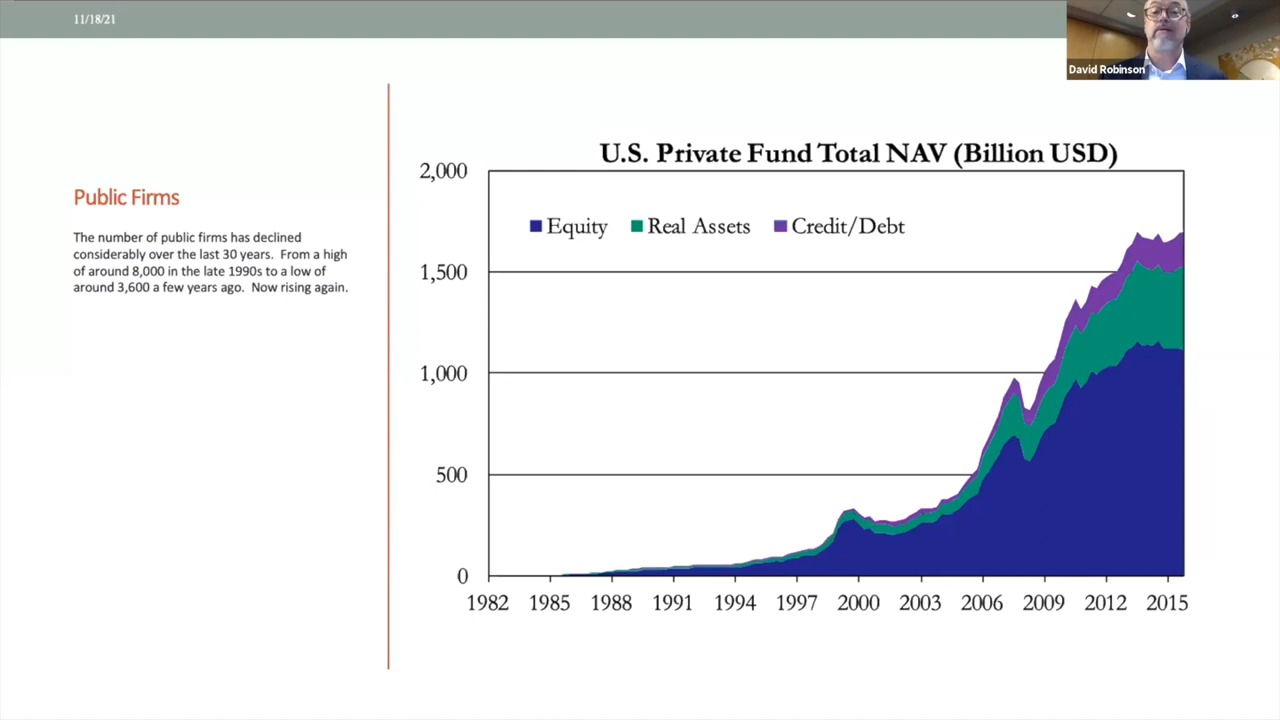 11/18/21
David Robinson
Public Firms
The number of public firms has declined
considerably over the last 30 years. From a high
of around 8,000 in the late 1990s to a low of
around 3,600 a few years ago. Now rising again.
U.S. Private Fund Total NAV (Billion USD)
2,000
Equity Real Assets Credit/Debt
1,500
1,000
500
0
1982 1985 1988 1991 1994 1997 2000 2003 2006 2009 2012 2015